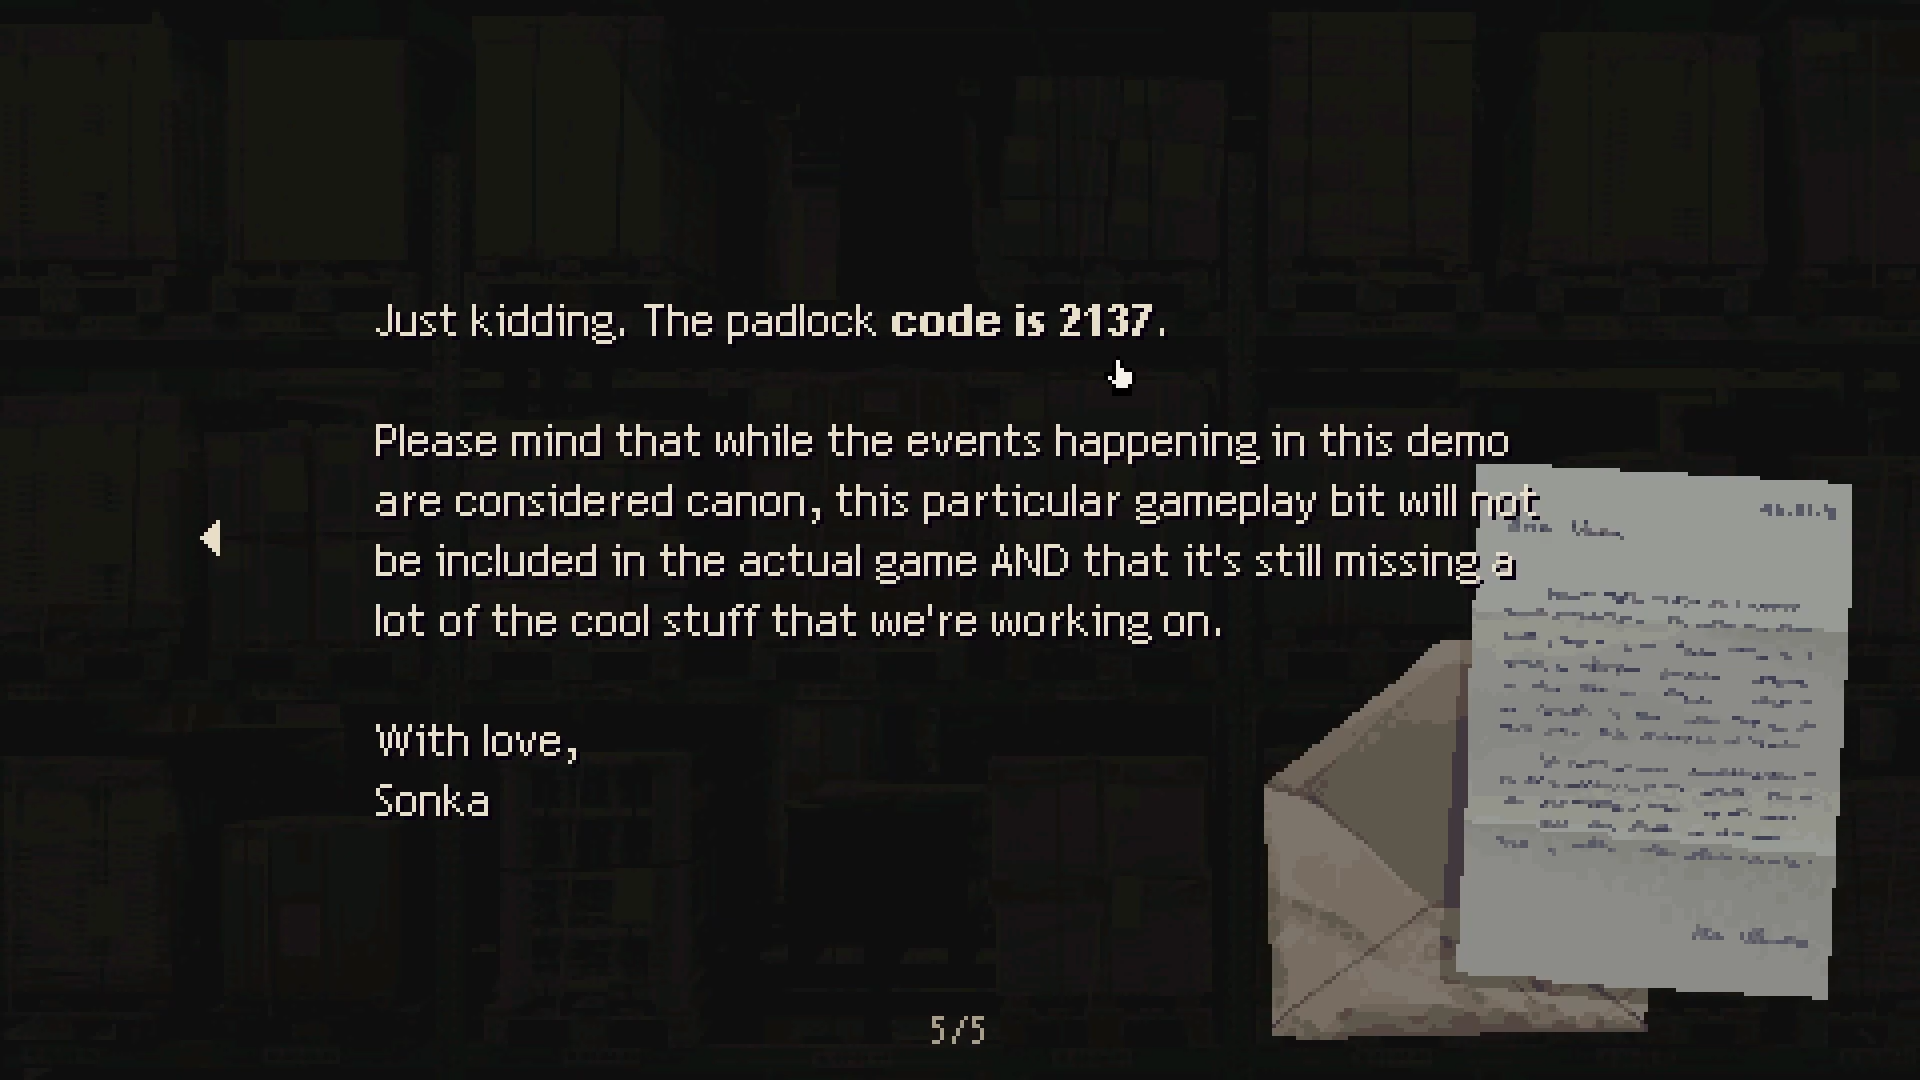 Just kidding. The padlock code is 2137.
Please mind that while the events happening in this demo
are considered canon, this particular gameplay bit will not
be included in the actual game AND that it's still missing a
lot of the cool stuff that we're working on.
With love,
Sonka
5/5